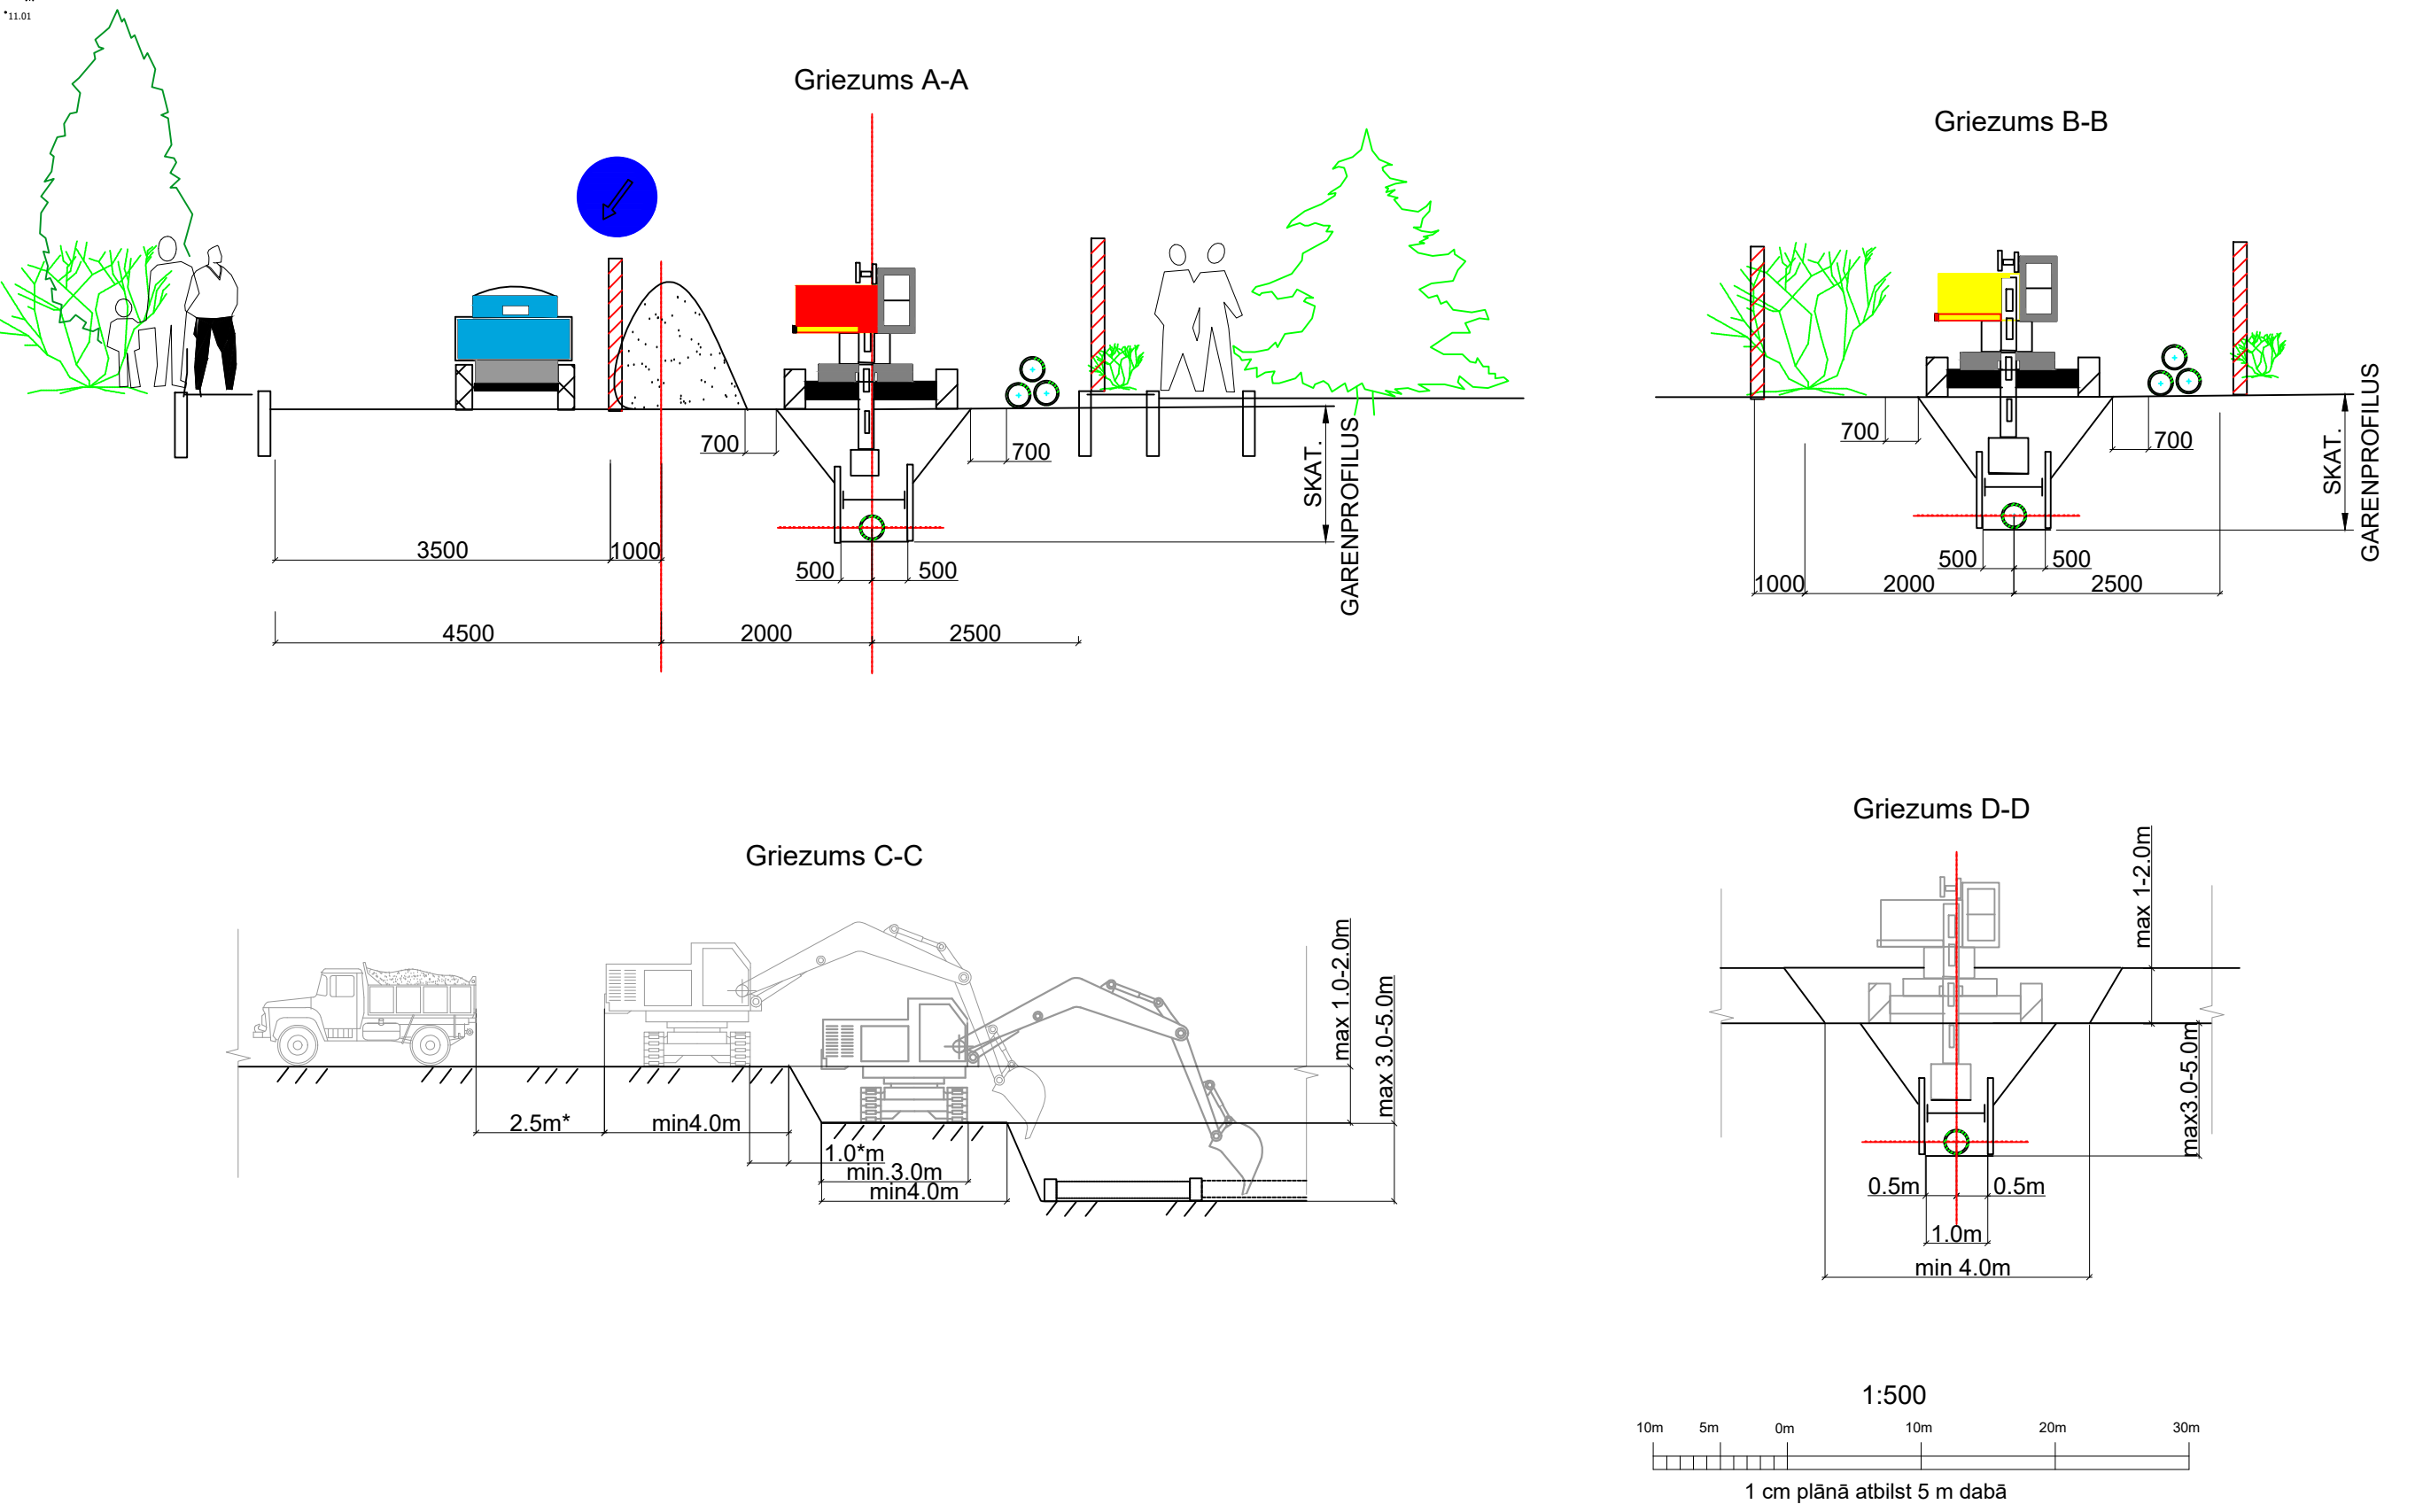 11.01
Griezums A-A
700
700
3500
1000
500
500
4500
2000
2500
SKAT.
GARENPROFILUS
Griezums B-B
700
700
500
500
1000
2000
2500
SKAT.
GARENPROFILUS
Griezums C-C
2.5m*
min4.0m
1.0*m
min.3.0m
min4.0m
max 1.0-2.0m
max 3.0-5.0m
Griezums D-D
max 1-2.0m
max3.0-5.0m
0.5m
0.5m
1.0m
min 4.0m
1:500
10m 5m 0m 10m 20m 30m
1 cm plānā atbilst 5 m dabā